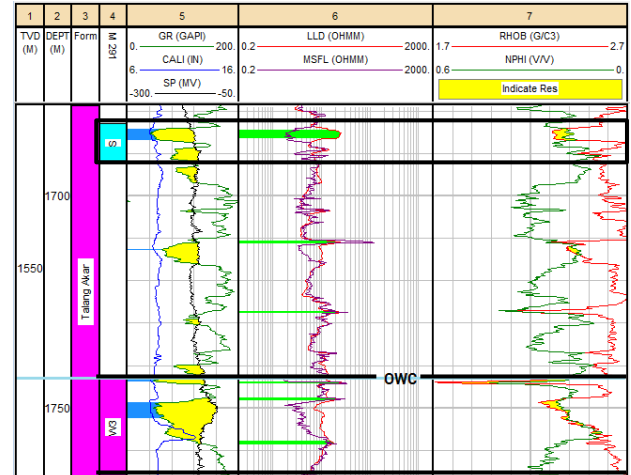 1 2 3 4 5 6 7
TVD (M)
DEPT (M)
Form
M 291
GR (GAPI)
0. 200.
CALI (IN)
6. 16.
SP (MV)
-300. -50.
LLD (OHMM)
0.2 2000.
MSFL (OHMM)
0.2 2000.
RHOB (G/C3)
1.7 2.7
NPHI (V/V)
0.6 0.
Indicate Res
S
1700
1550
Talang Akar
OWC
1750
W3